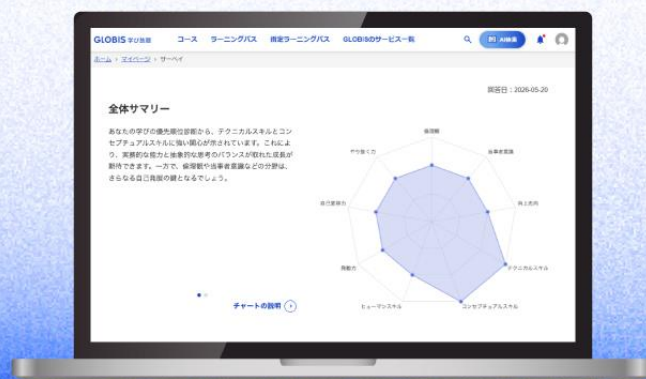 GLOBIS 学び放題 コース ラーニングパス 指定ラーニングパス GLOBISのサービス一覧 AI検索
ホーム › マイページ › サーベイ
回答日：2026-05-20
全体サマリー
あなたの学びの優先順位診断から、テクニカルスキルとコン
セプチュアルスキルに強い関心が示されています。これによ
り、実務的な能力と抽象的な思考のバランスが取れた成長が
期待できます。一方で、倫理観や当事者意識などの分野は、
さらなる自己発展の鍵となるでしょう。
倫理観
当事者意識
向上志向
テクニカルスキル
コンセプチュアルスキル
ヒューマンスキル
やり抜く力
チャートの説明